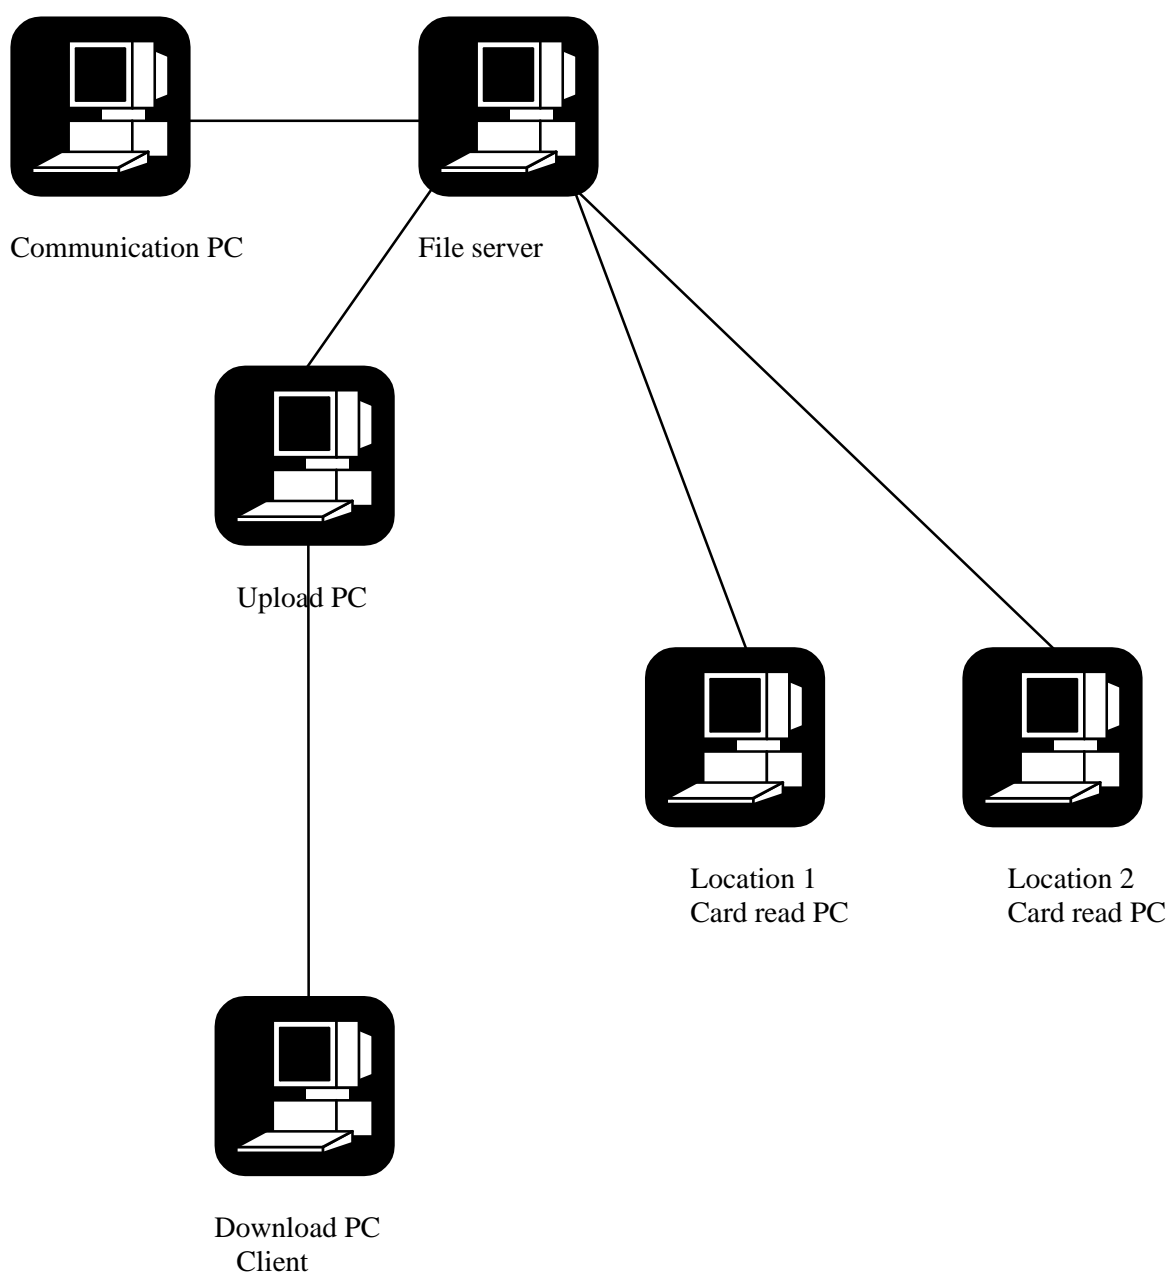 Communication PC
File server
Upload PC
Location 1
Card read PC
Location 2
Card read PC
Download PC
Client